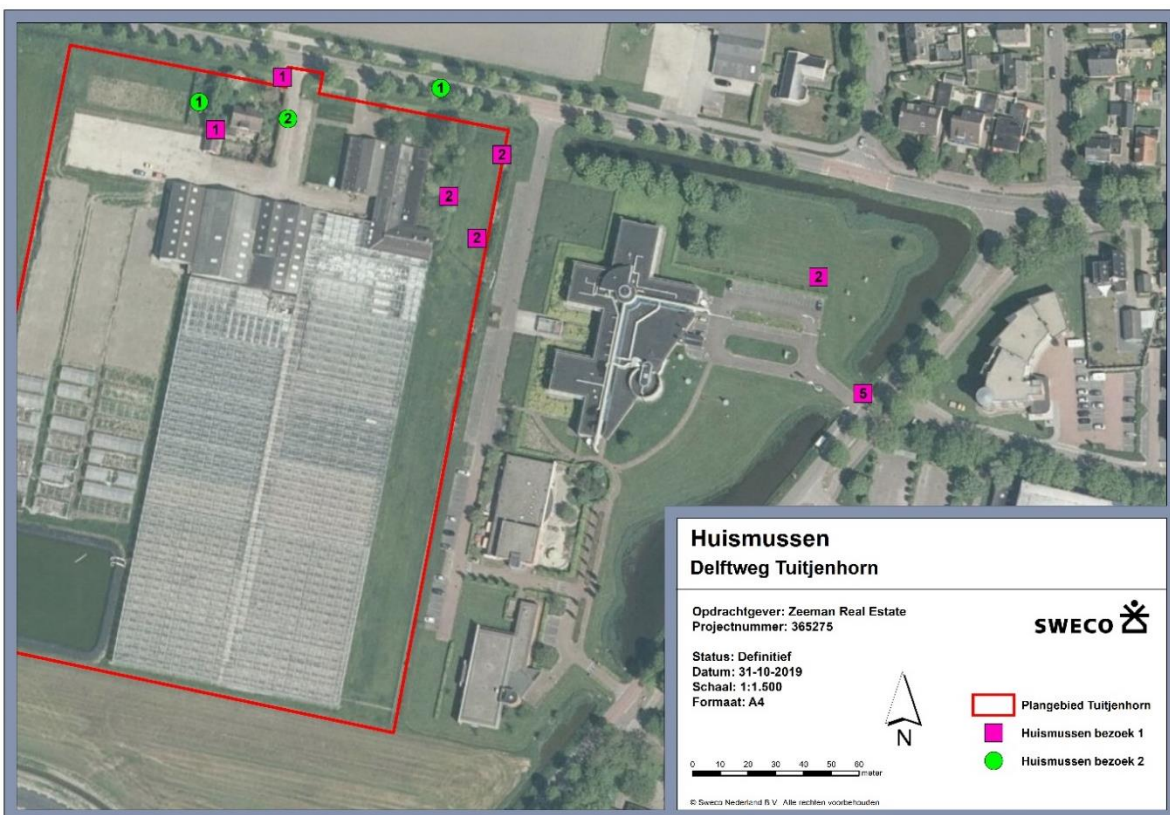 1
1
1
1
2
2
2
2
2
5
Huismussen
Delftweg Tuitjenhorn
Opdrachtgever: Zeeman Real Estate
Projectnummer: 365275
SWECO
Status: Definitief
Datum: 31-10-2019
Schaal: 1:1.500
Formaat: A4
N
Plangebied Tuitjenhorn
Huismussen bezoek 1
Huismussen bezoek 2
0 10 20 30 40 50 60
meter
© Sweco Nederland B.V. Alle rechten voorbehouden